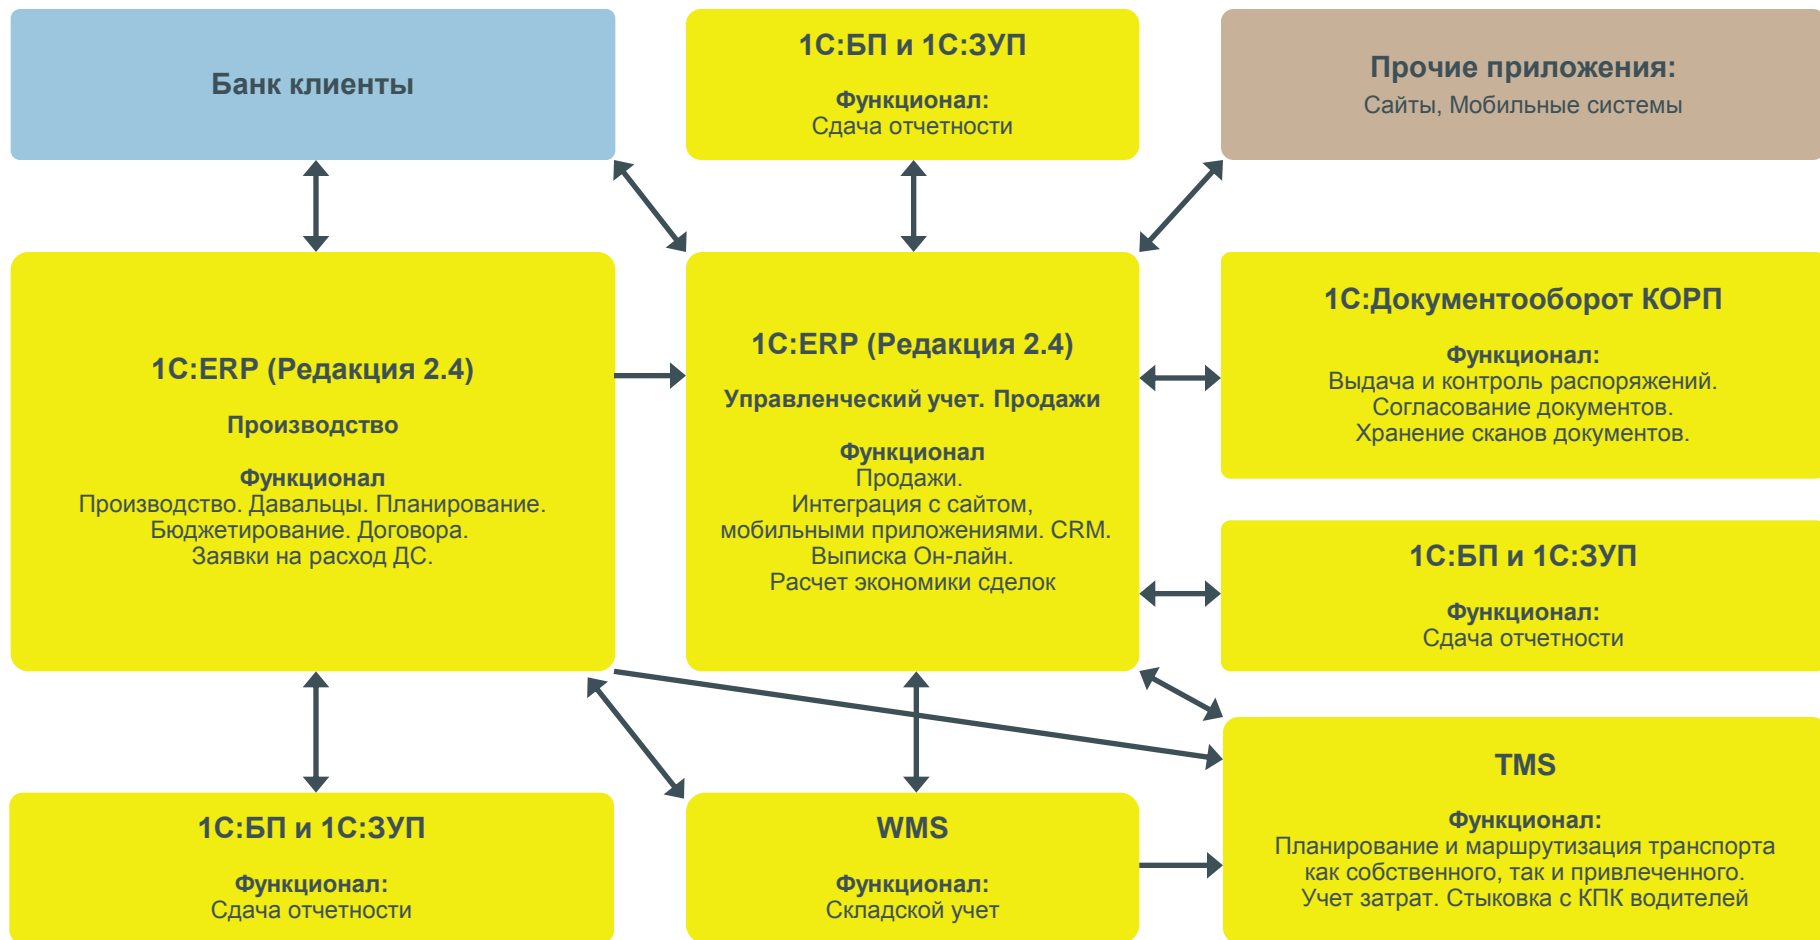 Банк клиенты
1С:БП и 1С:ЗУП
Функционал:
Сдача отчетности
Прочие приложения:
Сайты, Мобильные системы
1С:ERP (Редакция 2.4)
Производство
Функционал
Производство. Давальцы. Планирование.
Бюджетирование. Договора.
Заявки на расход ДС.
1С:ERP (Редакция 2.4)
Управленческий учет. Продажи
Функционал
Продажи.
Интеграция с сайтом,
мобильными приложениями. CRM.
Выписка Он-лайн.
Расчет экономики сделок
1С:Документооборот КОРП
Функционал:
Выдача и контроль распоряжений.
Согласование документов.
Хранение сканов документов.
1С:БП и 1С:ЗУП
Функционал:
Сдача отчетности
1С:БП и 1С:ЗУП
Функционал:
Сдача отчетности
WMS
Функционал:
Складской учет
TMS
Функционал:
Планирование и маршрутизация транспорта
как собственного, так и привлеченного.
Учет затрат. Стыковка с КПК водителей